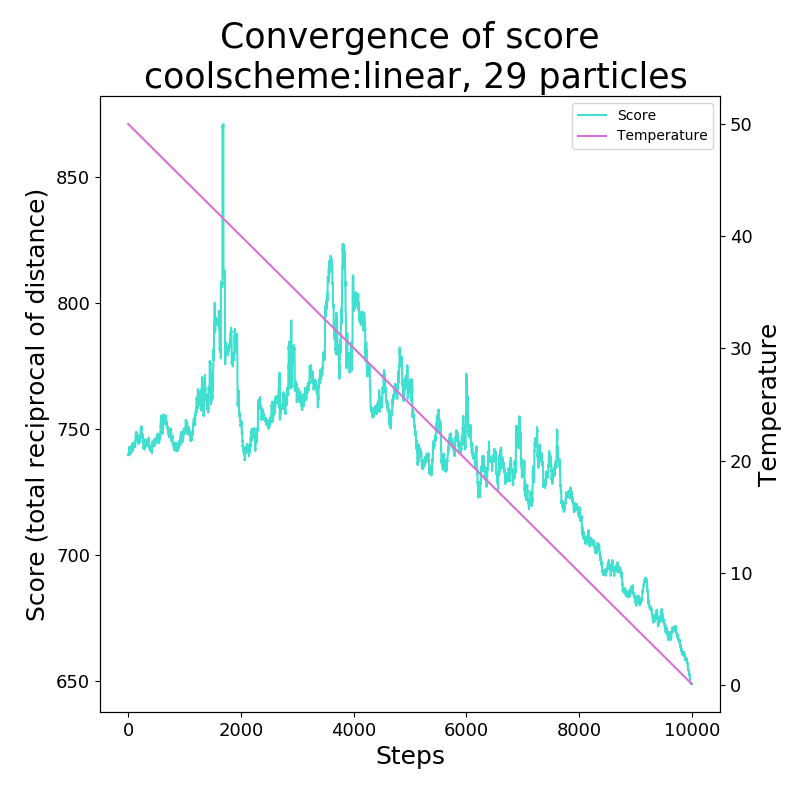 Convergence of score
coolscheme:linear, 29 particles
Score
Temperature
850
800
750
700
650
Score (total reciprocal of distance)
50
40
30
20
10
0
Temperature
0
2000
4000
6000
8000
10000
Steps